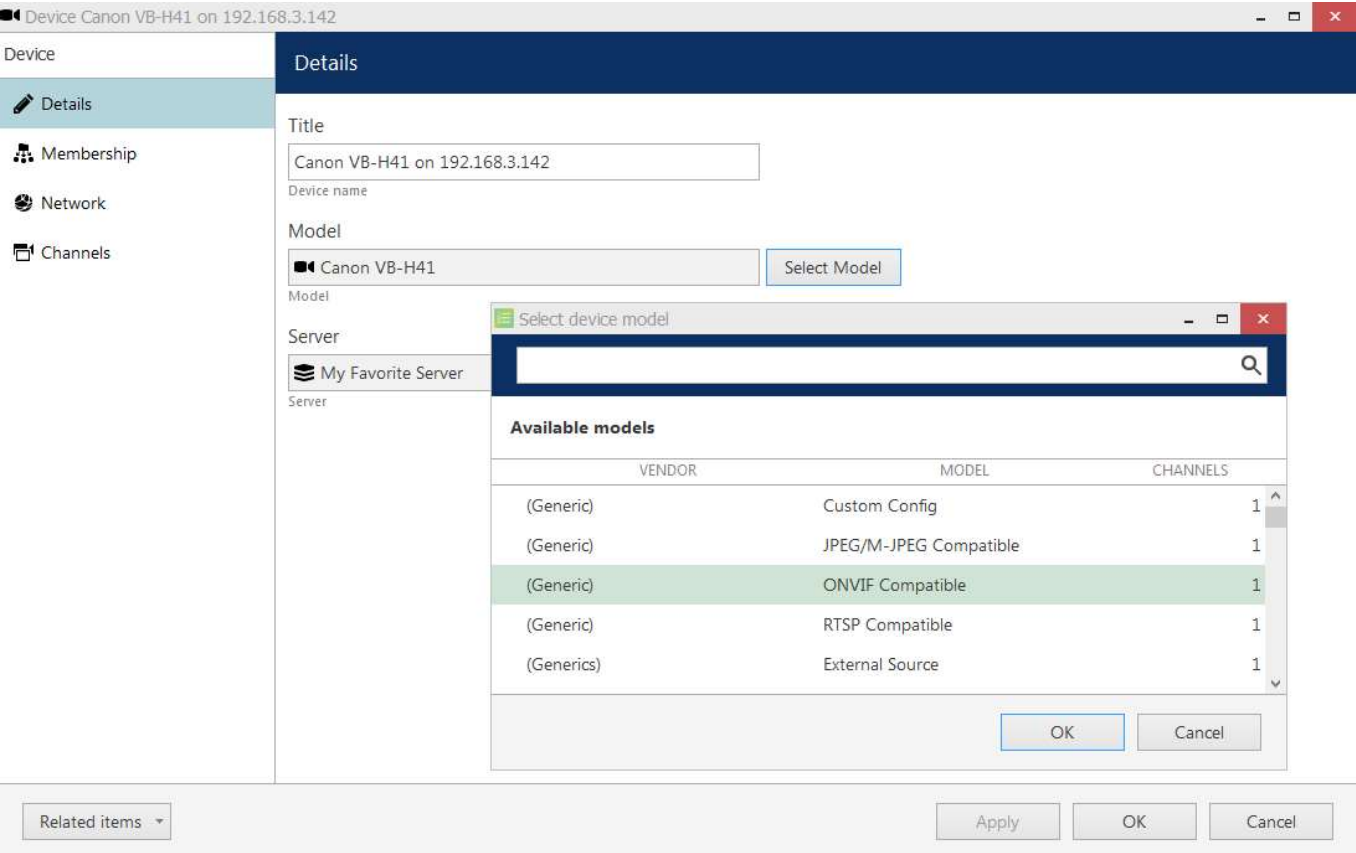 Device Canon VB-H41 on 192.168.3.142
Device
Details
Membership
Network
Channels
Details
Title
Canon VB-H41 on 192.168.3.142
Device name
Model
Canon VB-H41
Select Model
Model
Server
My Favorite Server
Server
Select device model
Available models
VENDOR MODEL CHANNELS
(Generic) Custom Config 1
(Generic) JPEG/M-JPEG Compatible 1
(Generic) ONVIF Compatible 1
(Generic) RTSP Compatible 1
(Generics) External Source 1
OK Cancel
Related items Apply OK Cancel